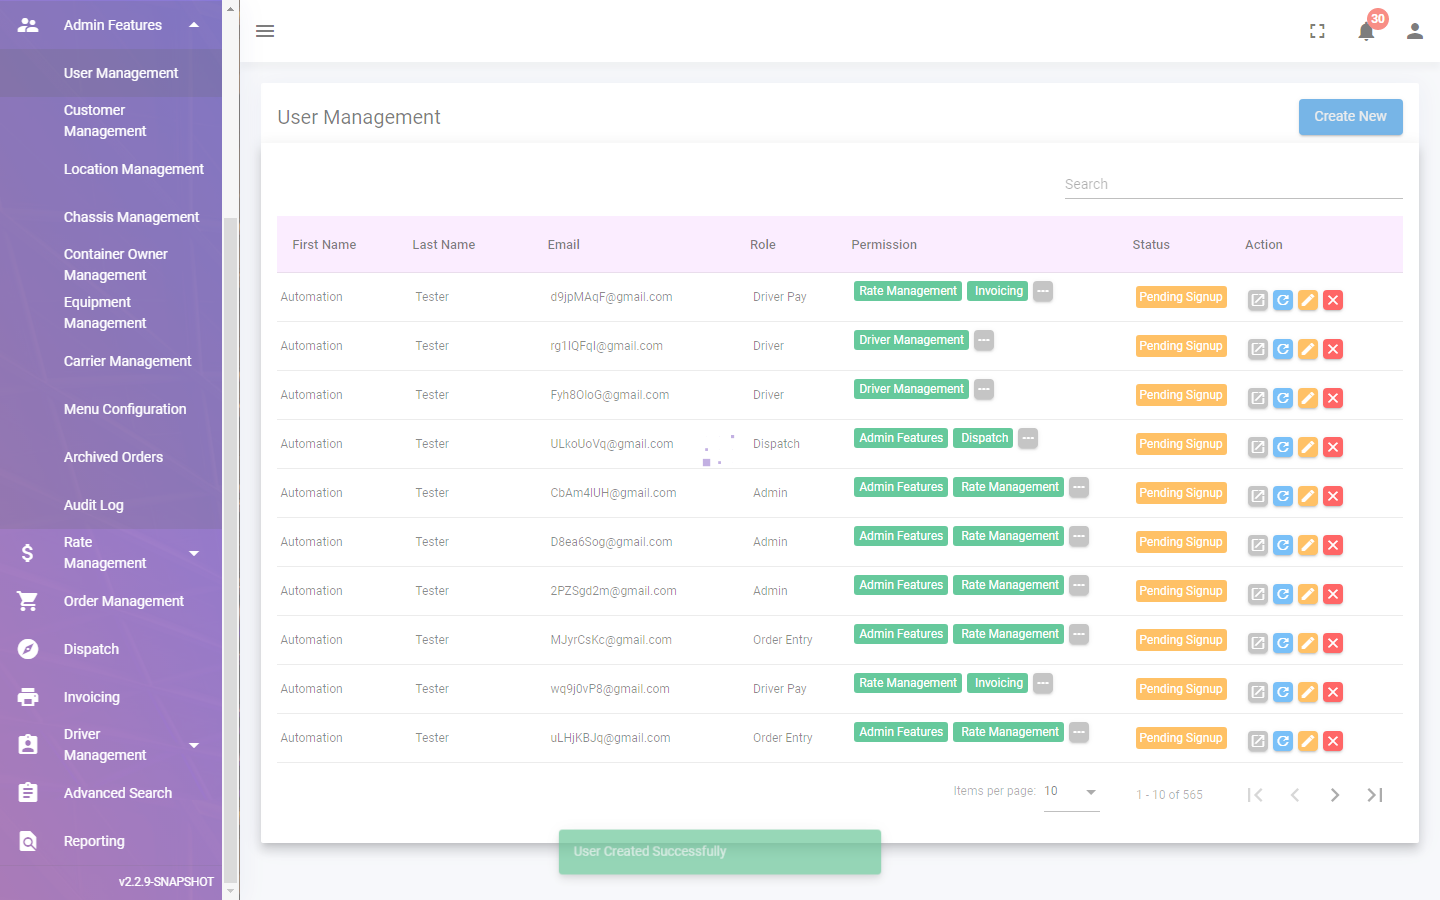 Admin Features
User Management
Customer
Management
Location Management
Chassis Management
Container Owner
Management
Equipment
Management
Carrier Management
Menu Configuration
Archived Orders
Audit Log
Rate
Management
Order Management
Dispatch
Invoicing
Driver
Management
Advanced Search
Reporting
v2.2.9-SNAPSHOT
30
User Management
Create New
Search
First Name Last Name Email Role Permission Status Action
Automation Tester d9jpMAqF@gmail.com Driver Pay Rate Management Invoicing --- Pending Signup
Automation Tester rg1IQFqI@gmail.com Driver Driver Management --- Pending Signup
Automation Tester Fyh8OIoG@gmail.com Driver Driver Management --- Pending Signup
Automation Tester ULkoUoVq@gmail.com Dispatch Admin Features Dispatch --- Pending Signup
Automation Tester CbAm4IUH@gmail.com Admin Admin Features Rate Management --- Pending Signup
Automation Tester D8ea6Sog@gmail.com Admin Admin Features Rate Management --- Pending Signup
Automation Tester 2PZSgd2m@gmail.com Admin Admin Features Rate Management --- Pending Signup
Automation Tester MJyrCsKc@gmail.com Order Entry Admin Features Rate Management --- Pending Signup
Automation Tester wq9j0vP8@gmail.com Driver Pay Rate Management Invoicing --- Pending Signup
Automation Tester uLHjKBJq@gmail.com Order Entry Admin Features Rate Management --- Pending Signup
Items per page: 10 1 - 10 of 565
User Created Successfully